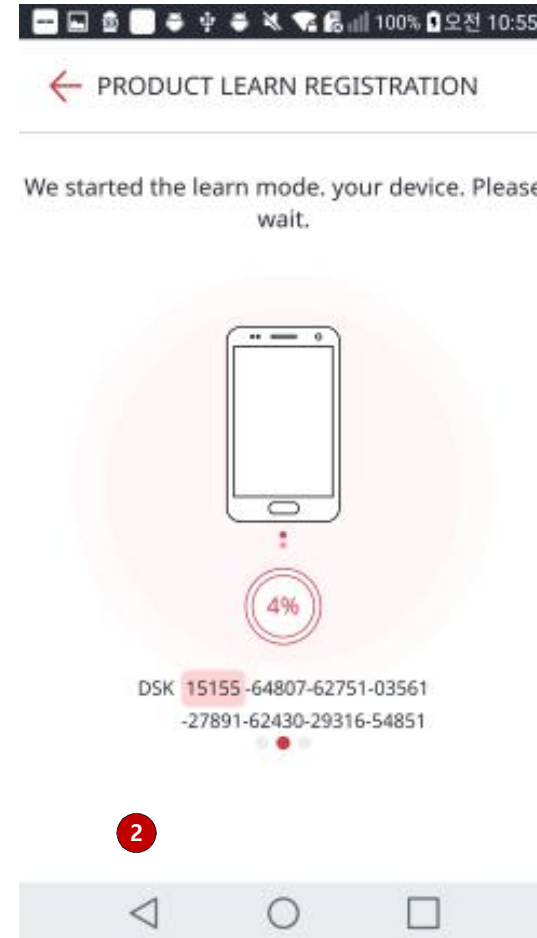 100% 오전 10:55
PRODUCT LEARN REGISTRATION
We started the learn mode. your device. Please
wait.
4%
DSK 15155 -64807-62751-03561
-27891-62430-29316-54851
2